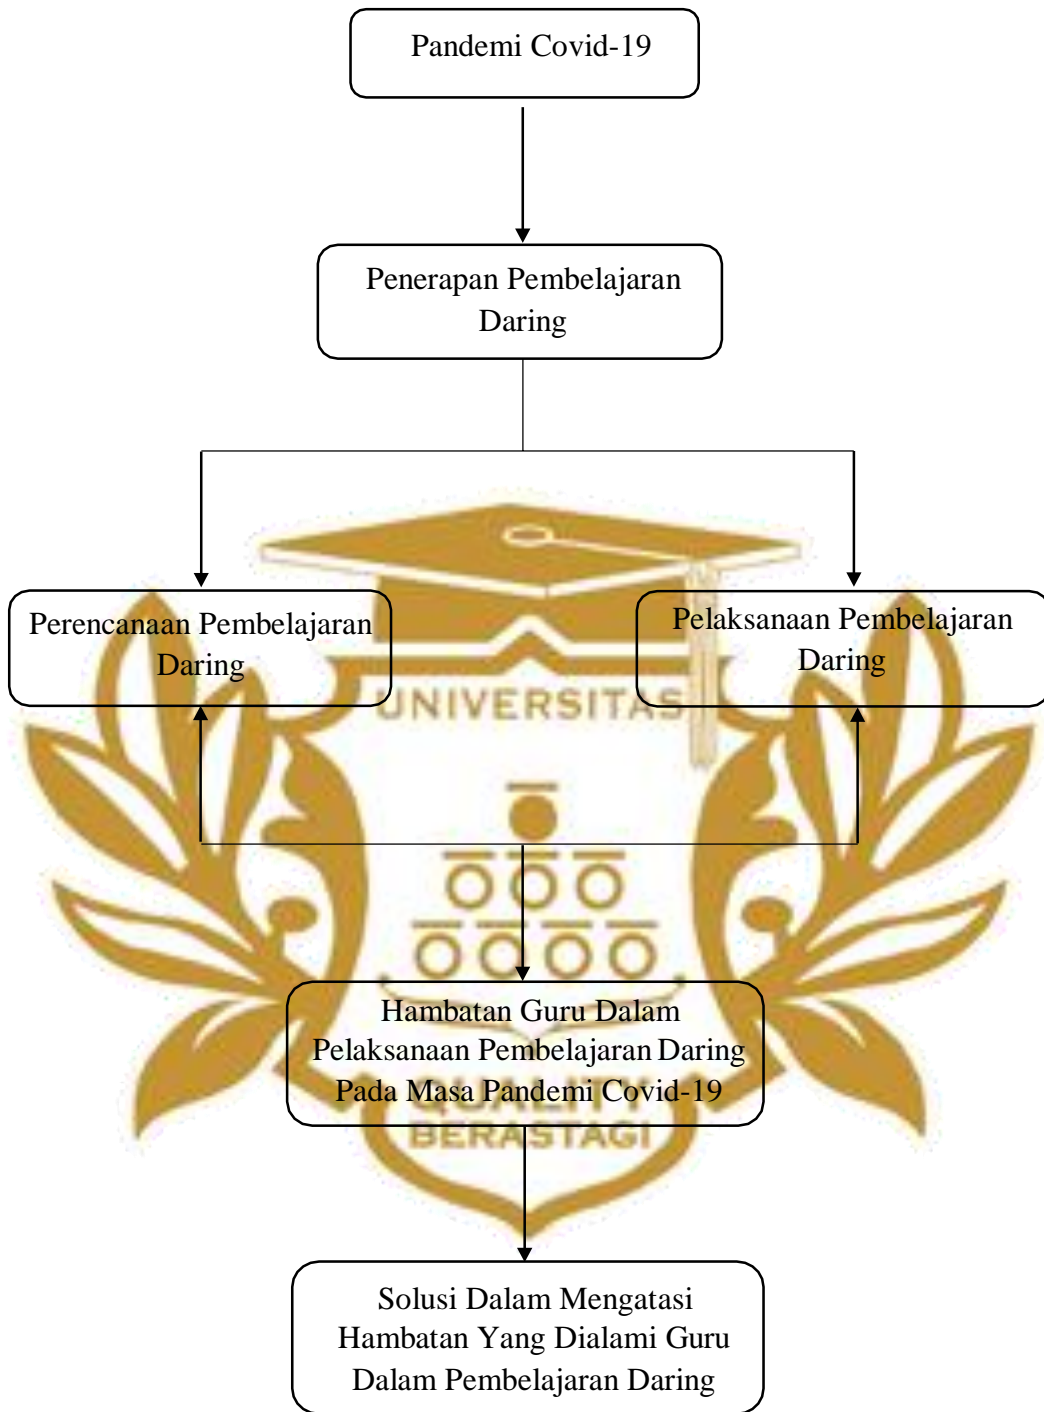 Pandemi Covid-19
Penerapan Pembelajaran
Daring
Perencanaan Pembelajaran
Daring
Pelaksanaan Pembelajaran
Daring
UNIVERSITAS
Hambatan Guru Dalam
Pelaksanaan Pembelajaran Daring
Pada Masa Pandemi Covid-19
QUALITY
BERASTAGI
Solusi Dalam Mengatasi
Hambatan Yang Dialami Guru
Dalam Pembelajaran Daring